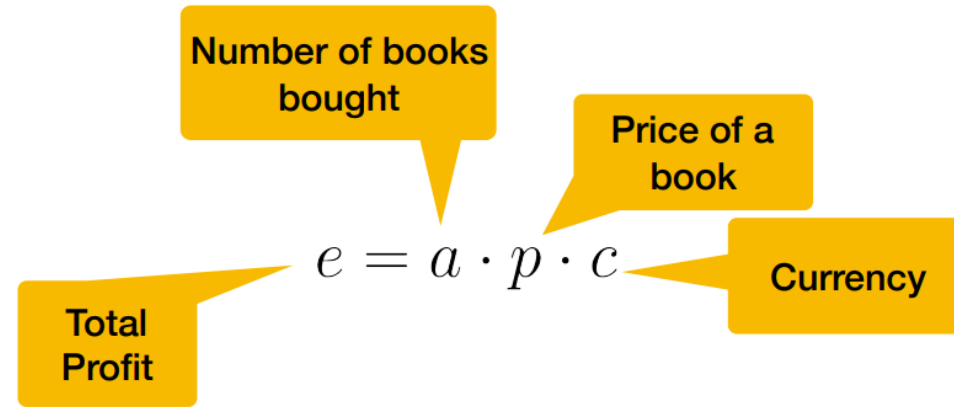 Number of books
bought
Price of a
book
e = a · p · c
Currency
Total
Profit